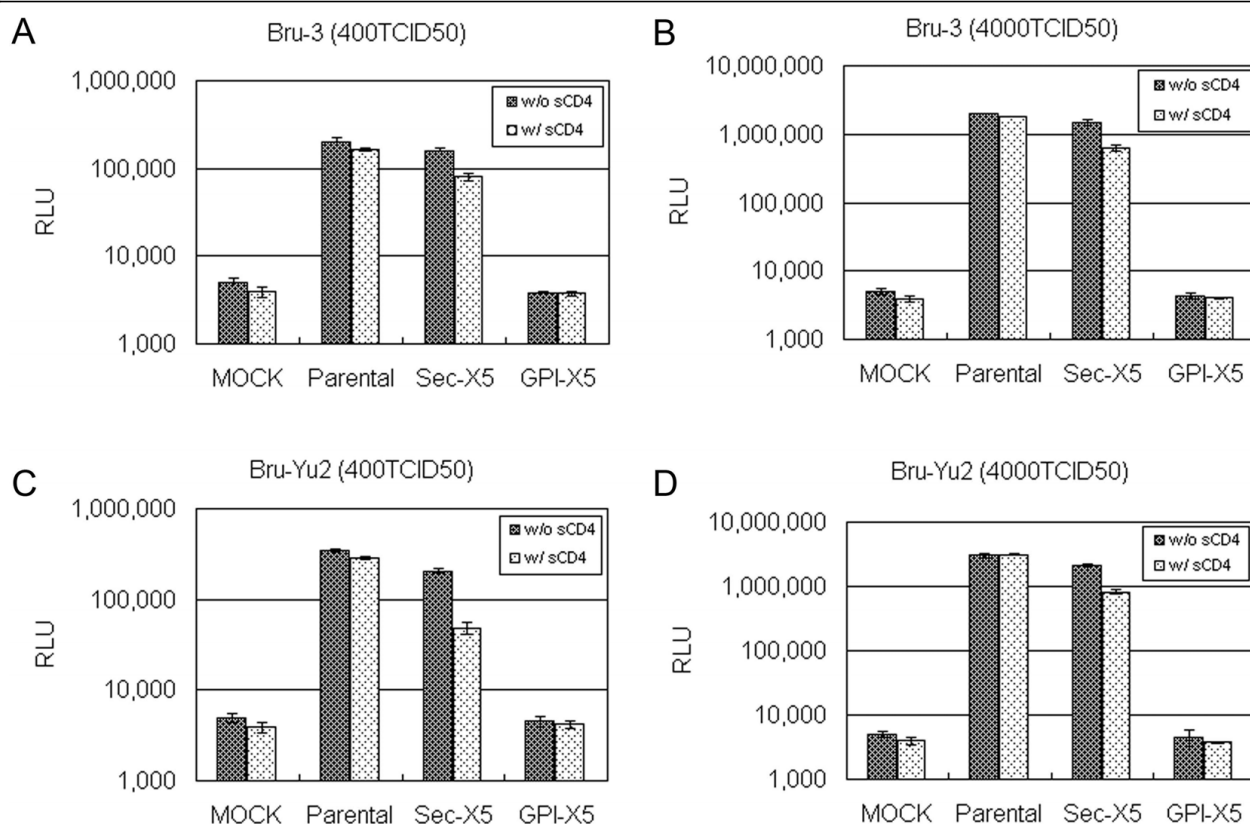 A
Bru-3 (400TCID50)
1,000,000
100,000
10,000
1,000
RLU
w/o sCD4
w/ sCD4
MOCK Parental Sec-X5 GPI-X5
B
Bru-3 (4000TCID50)
10,000,000
1,000,000
100,000
10,000
1,000
RLU
w/o sCD4
w/ sCD4
MOCK Parental Sec-X5 GPI-X5
C
Bru-Yu2 (400TCID50)
1,000,000
100,000
10,000
1,000
RLU
w/o sCD4
w/ sCD4
MOCK Parental Sec-X5 GPI-X5
D
Bru-Yu2 (4000TCID50)
10,000,000
1,000,000
100,000
10,000
1,000
RLU
w/o sCD4
w/ sCD4
MOCK Parental Sec-X5 GPI-X5